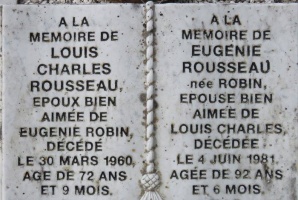 A LA
MEMOIRE DE
LOUIS
CHARLES
ROUSSEAU,
EPOUX BIEN
AIMÉE DE
EUGENIE ROBIN,
DÉCÉDÉ
LE 30 MARS 1960,
AGE DE 72 ANS
ET 9 MOIS.
A LA
MEMOIRE DE
EUGENIE
ROUSSEAU
née ROBIN,
EPOUSE BIEN
AIMÉE DE
LOUIS CHARLES,
DÉCÉDÉE
LE 4 JUIN 1981,
AGÉE DE 92 ANS
ET 6 MOIS.